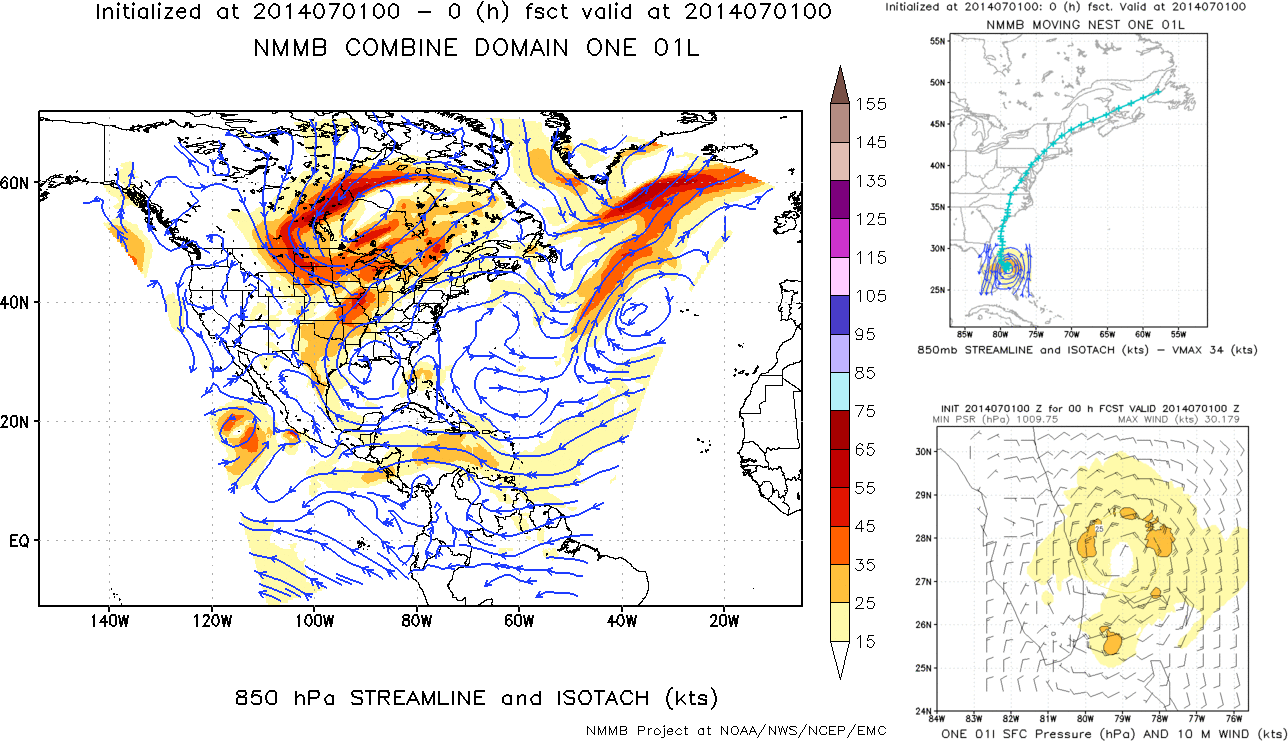 Initialized at 2014070100 - 0 (h) fsct valid at 2014070100
NMMB COMBINE DOMAIN ONE 01L
60N
40N
20N
EQ
140W 120W 100W 80W 60W 40W 20W
155
145
135
125
115
105
95
85
75
65
55
45
35
25
15
850 hPa STREAMLINE and ISOTACH (kts)
NMMB Project at NOAA/NWS/NCEP/EMC
Initialized at 2014070100: 0 (h) fsct. Valid at 2014070100
NMMB MOVING NEST ONE 01L
55N
50N
45N
40N
35N
30N
25N
85W 80W 75W 70W 65W 60W 55W
850mb STREAMLINE and ISOTACH (kts) - VMAX 34 (kts)
INIT 2014070100 Z for 00 h FCST VALID 2014070100 Z
MIN PSR (hPa) 1009.75 MAX WIND (kts) 30.179
30N
29N
28N
27N
26N
25N
24N
25
84W 83W 82W 81W 80W 79W 78W 77W 76W
ONE 01l SFC Pressure (hPa) AND 10 M WIND (kts)